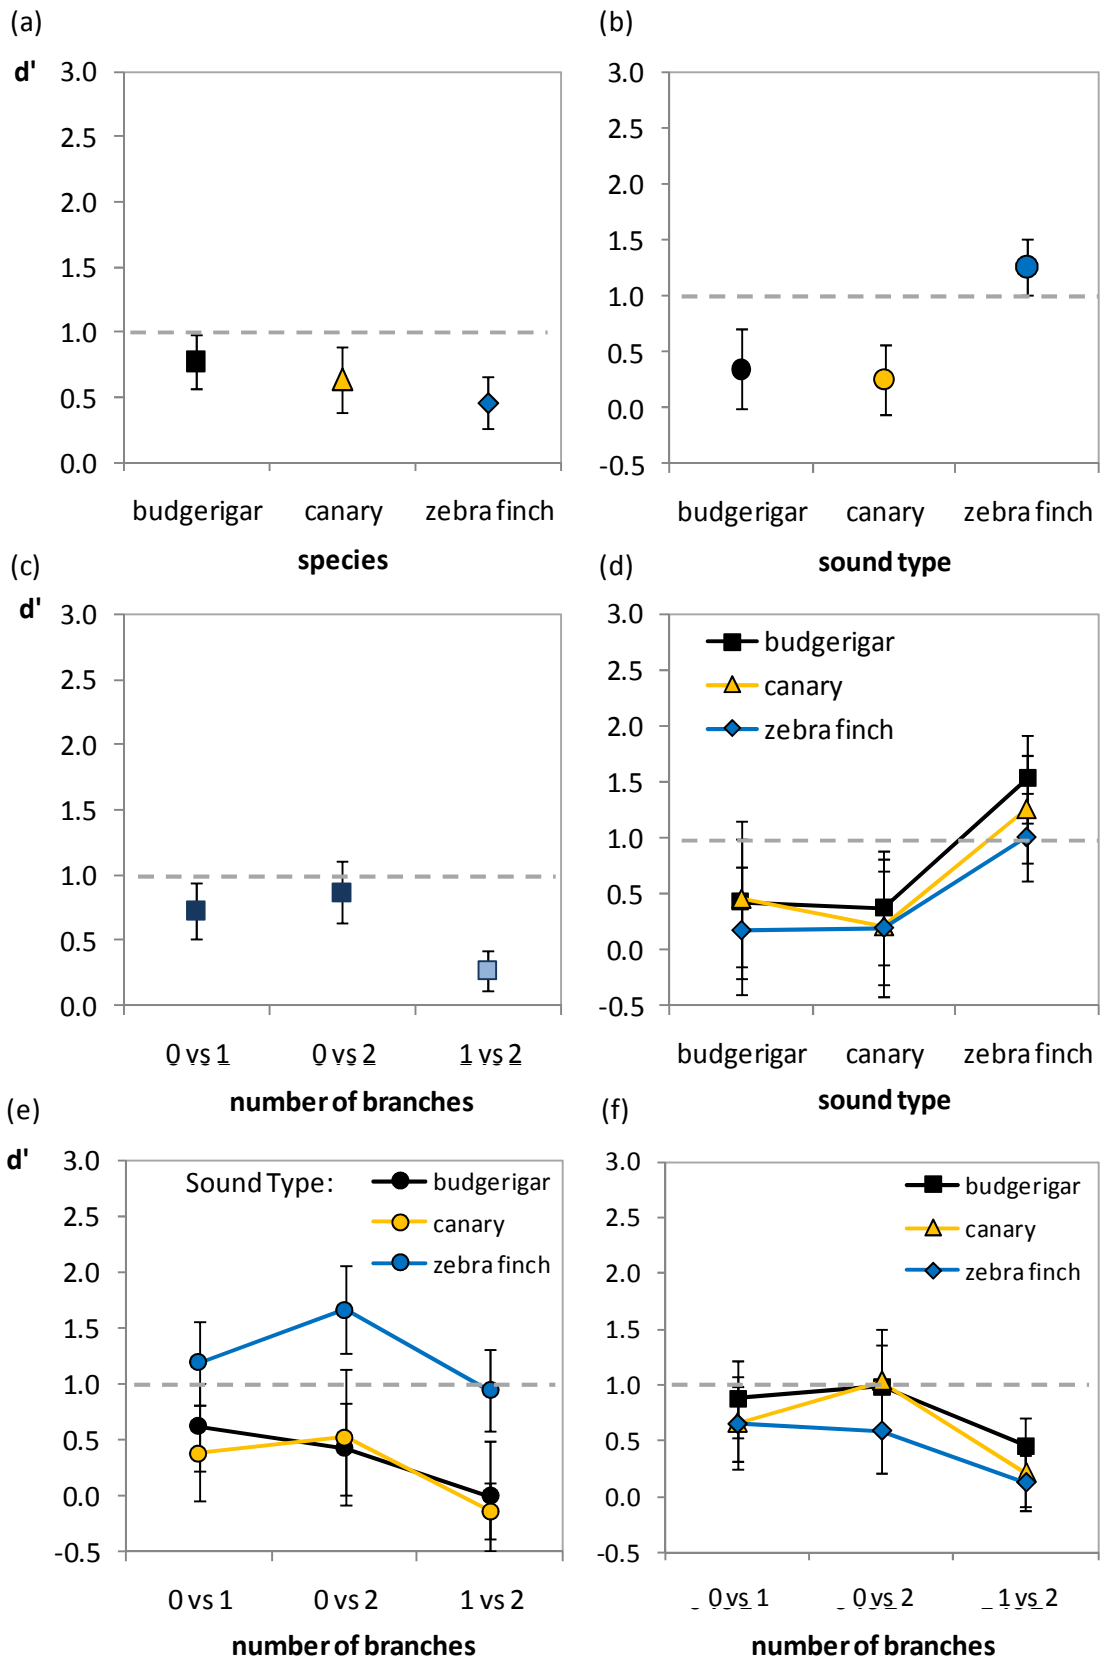 (a)
d'
3.0
2.5
2.0
1.5
1.0
0.5
0.0
budgerigar canary zebra finch
species
(b)
3.0
2.5
2.0
1.5
1.0
0.5
0.0
-0.5
budgerigar canary zebra finch
sound type
(c)
d'
3.0
2.5
2.0
1.5
1.0
0.5
0.0
0 vs 1 0 vs 2 1 vs 2
number of branches
(d)
3.0
2.5
2.0
1.5
1.0
0.5
0.0
-0.5
budgerigar
canary
zebra finch
budgerigar canary zebra finch
sound type
(e)
d'
3.0
2.5
2.0
1.5
1.0
0.5
0.0
-0.5
Sound Type: budgerigar
canary
zebra finch
0 vs 1 0 vs 2 1 vs 2
number of branches
(f)
3.0
2.5
2.0
1.5
1.0
0.5
0.0
-0.5
budgerigar
canary
zebra finch
0 vs 1 0 vs 2 1 vs 2
number of branches